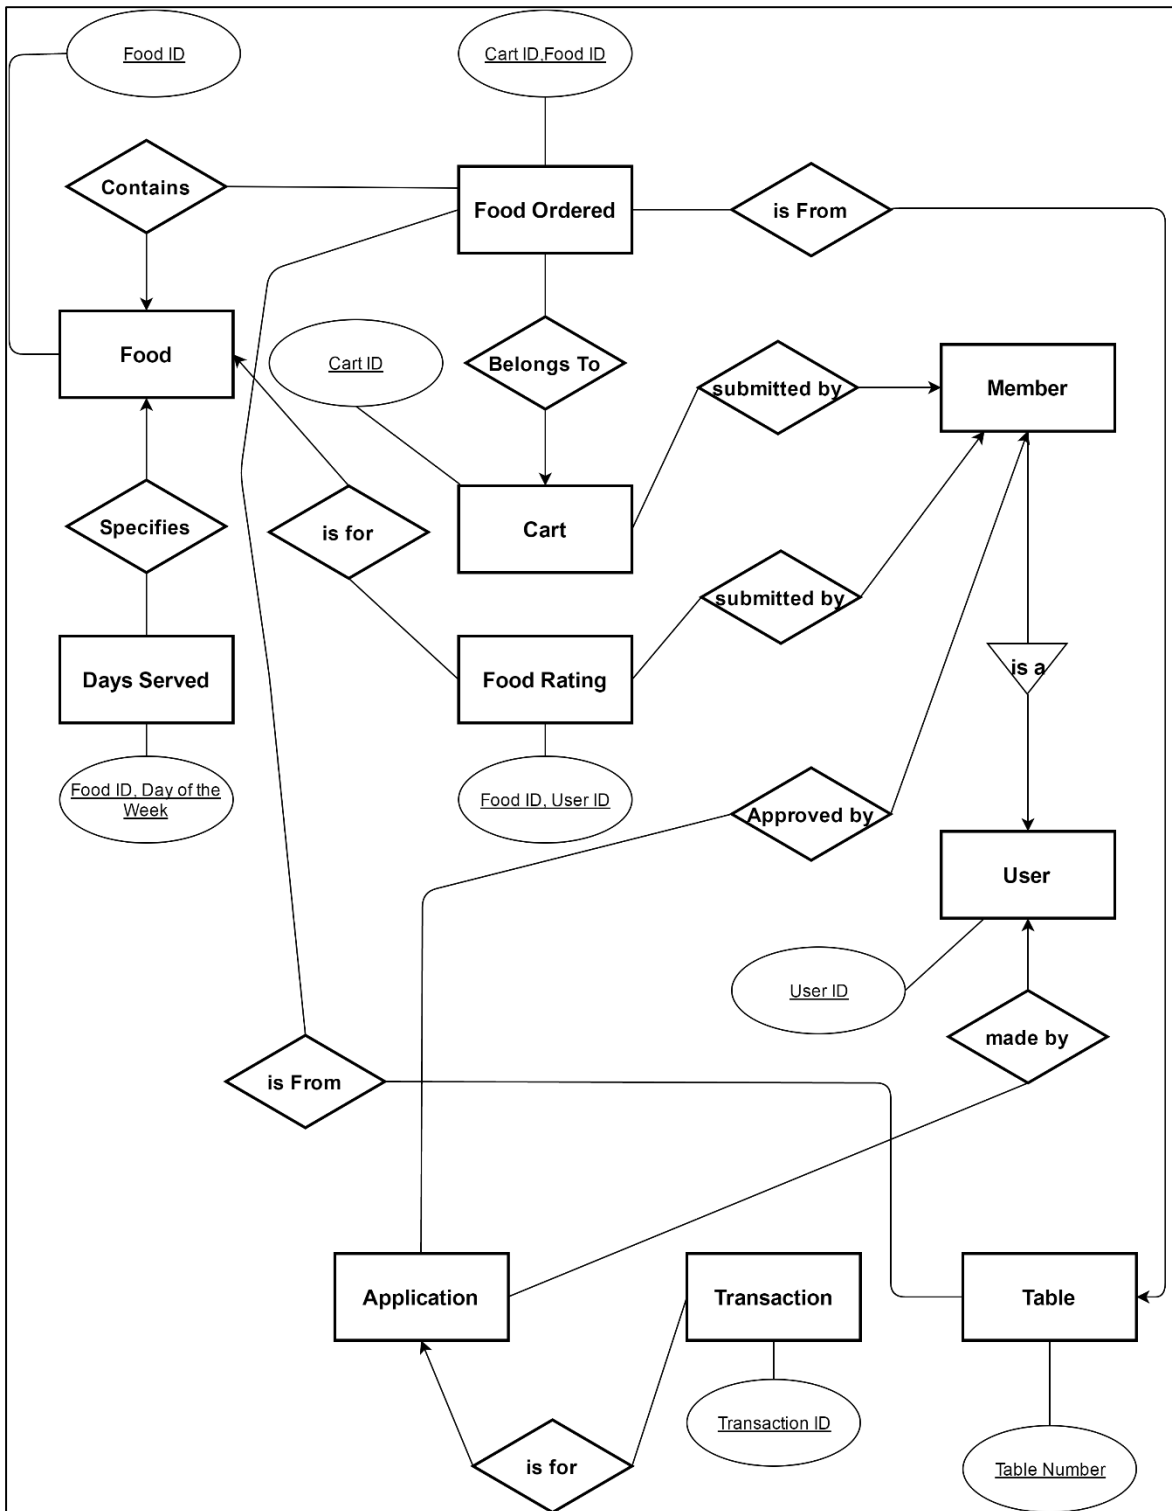 Food ID
Cart ID,Food ID
Contains
Food Ordered
is From
Food
Cart ID
Belongs To
submitted by
Member
Specifies
is for
Cart
submitted by
is a
Days Served
Food Rating
Food ID, Day of the
Week
Food ID, User ID
Approved by
User
User ID
made by
is From
Application
Transaction
Table
Transaction ID
is for
Table Number